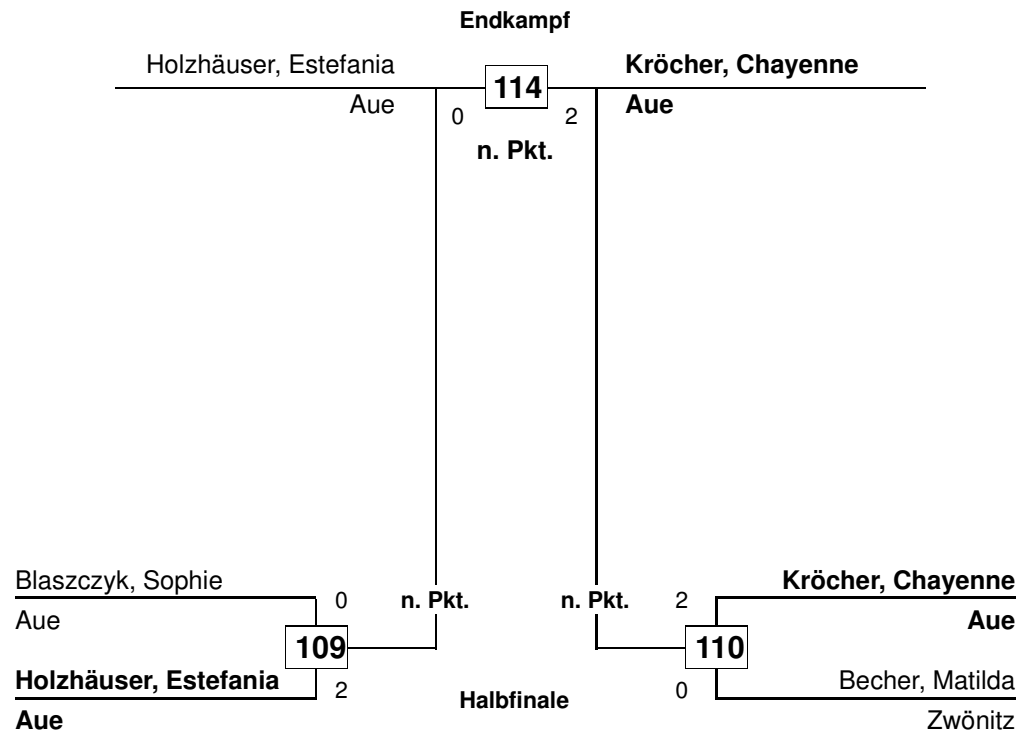 Endkampf
Holzhäuser, Estefania
Aue
114
0
2
n. Pkt.
Kröcher, Chayenne
Aue
Blaszczyk, Sophie
Aue
0
n. Pkt.
109
Holzhäuser, Estefania
Aue
2
Halbfinale
n. Pkt.
2
Kröcher, Chayenne
Aue
110
0
Becher, Matilda
Zwönitz